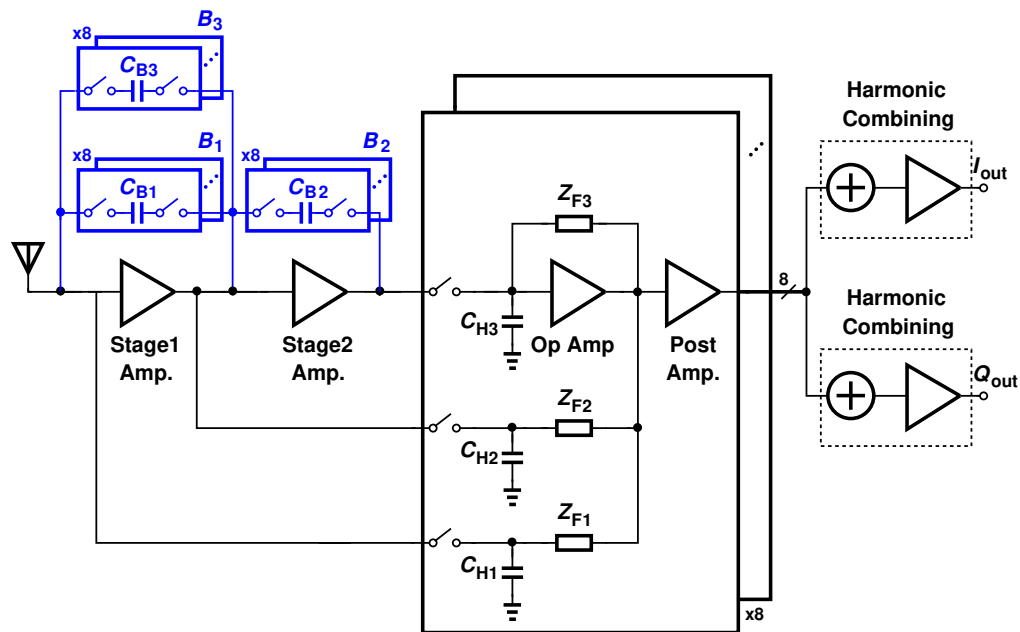 B3
x8
CB3
B1
x8
CB1
B2
x8
CB2
Harmonic
Combining
Iout
ZF3
8
CH3
Op Amp
Post
Amp.
Stage1
Amp.
Stage2
Amp.
Harmonic
Combining
Qout
ZF2
CH2
ZF1
CH1
x8